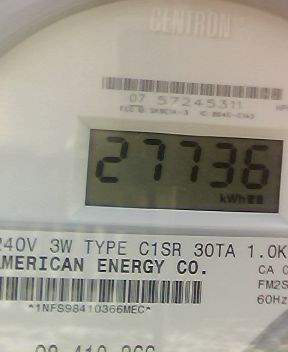 CENTRON
07 57245311
27736
kWh
240V 3W TYPE C1SR 30TA 1.0K
AMERICAN ENERGY CO.
CA
FM2S
60Hz
*1NFS98410366MEC*